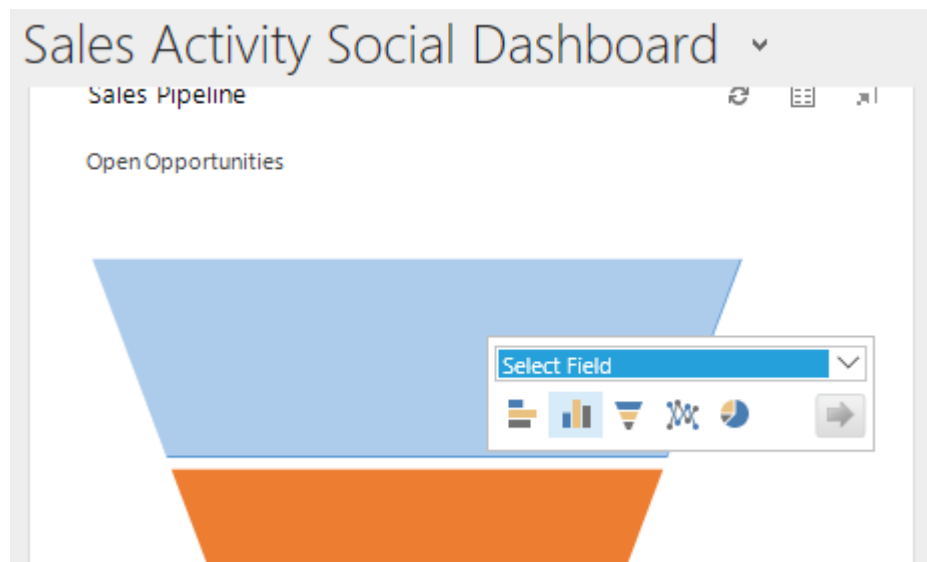 Sales Activity Social Dashboard
Sales Pipeline
Open Opportunities
Select Field